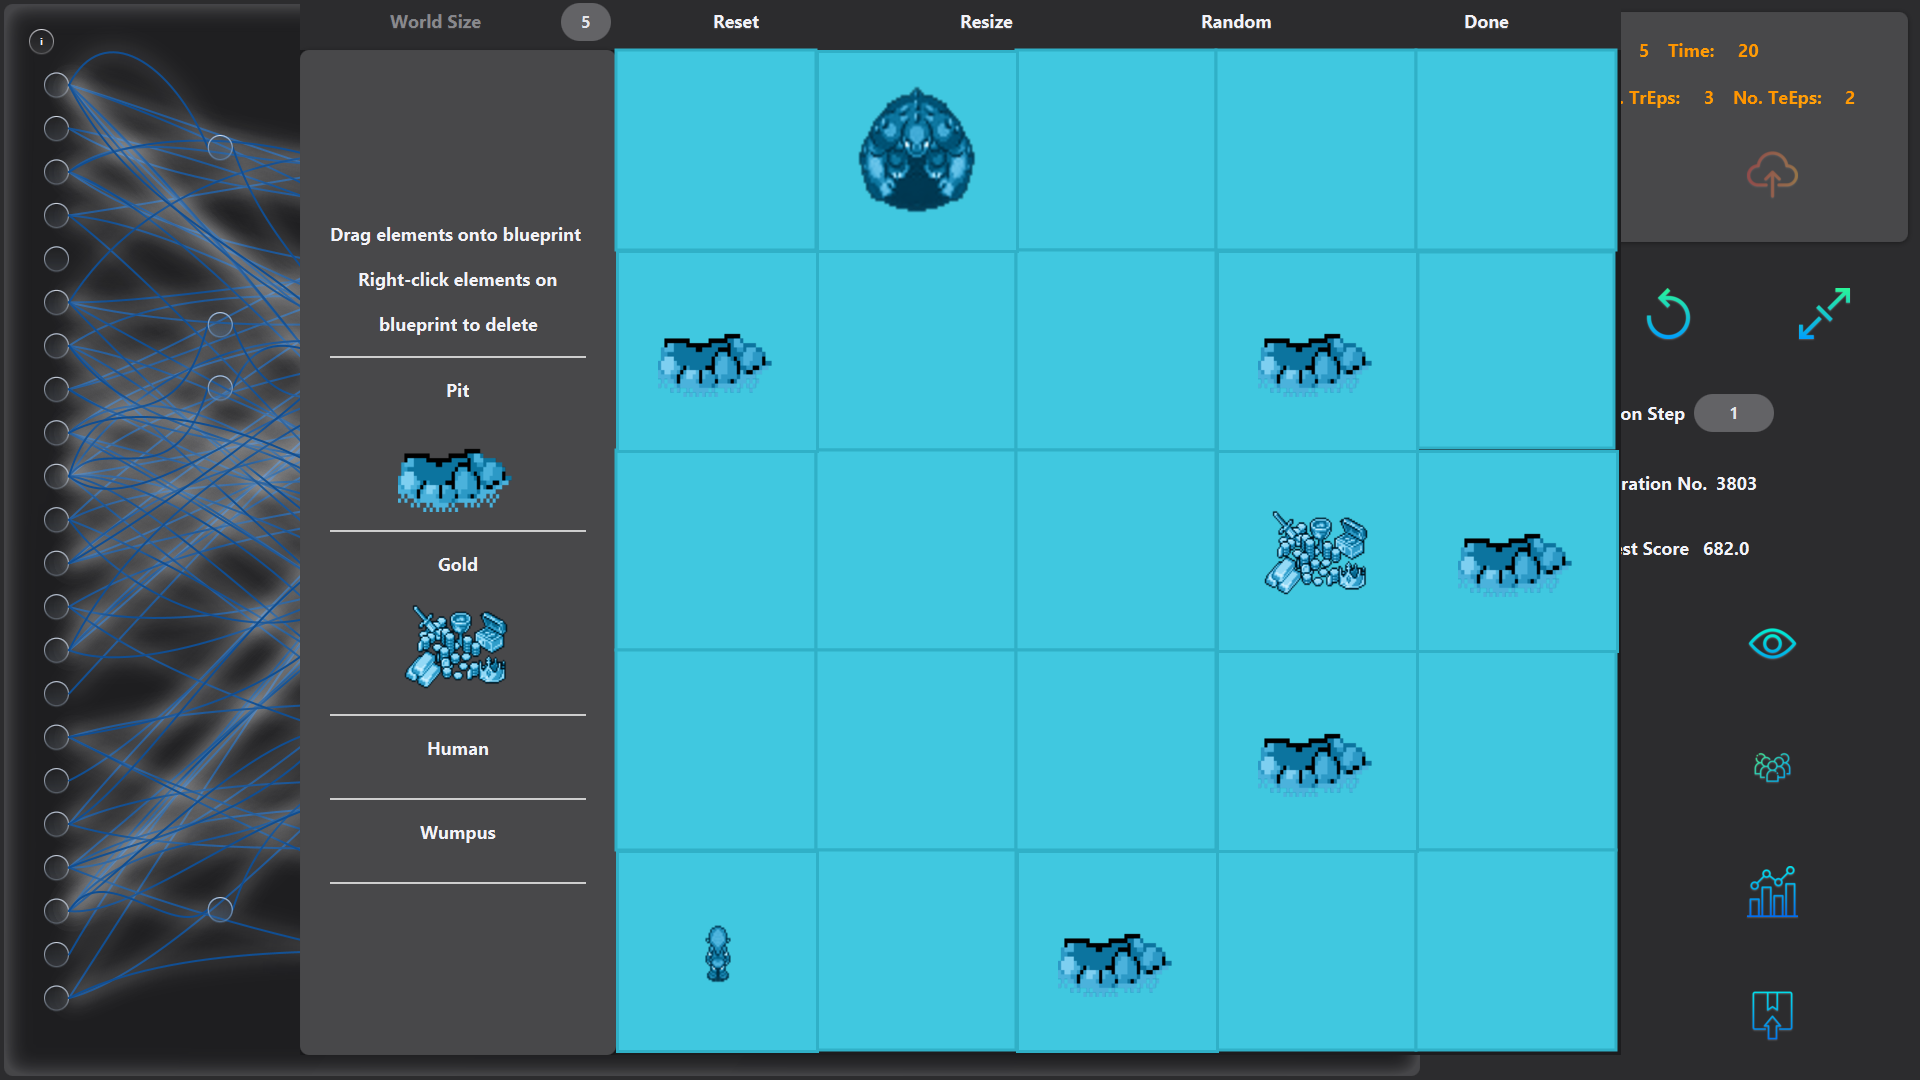 World Size 5 Reset Resize Random Done
i
5 Time: 20
. TrEps: 3 No. TeEps: 2
Drag elements onto blueprint
Right-click elements on
blueprint to delete
Pit
on Step 1
ration No. 3803
est Score 682.0
Gold
Human
Wumpus